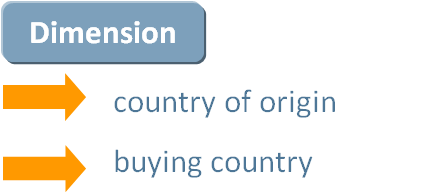 Dimension
country of origin
buying country